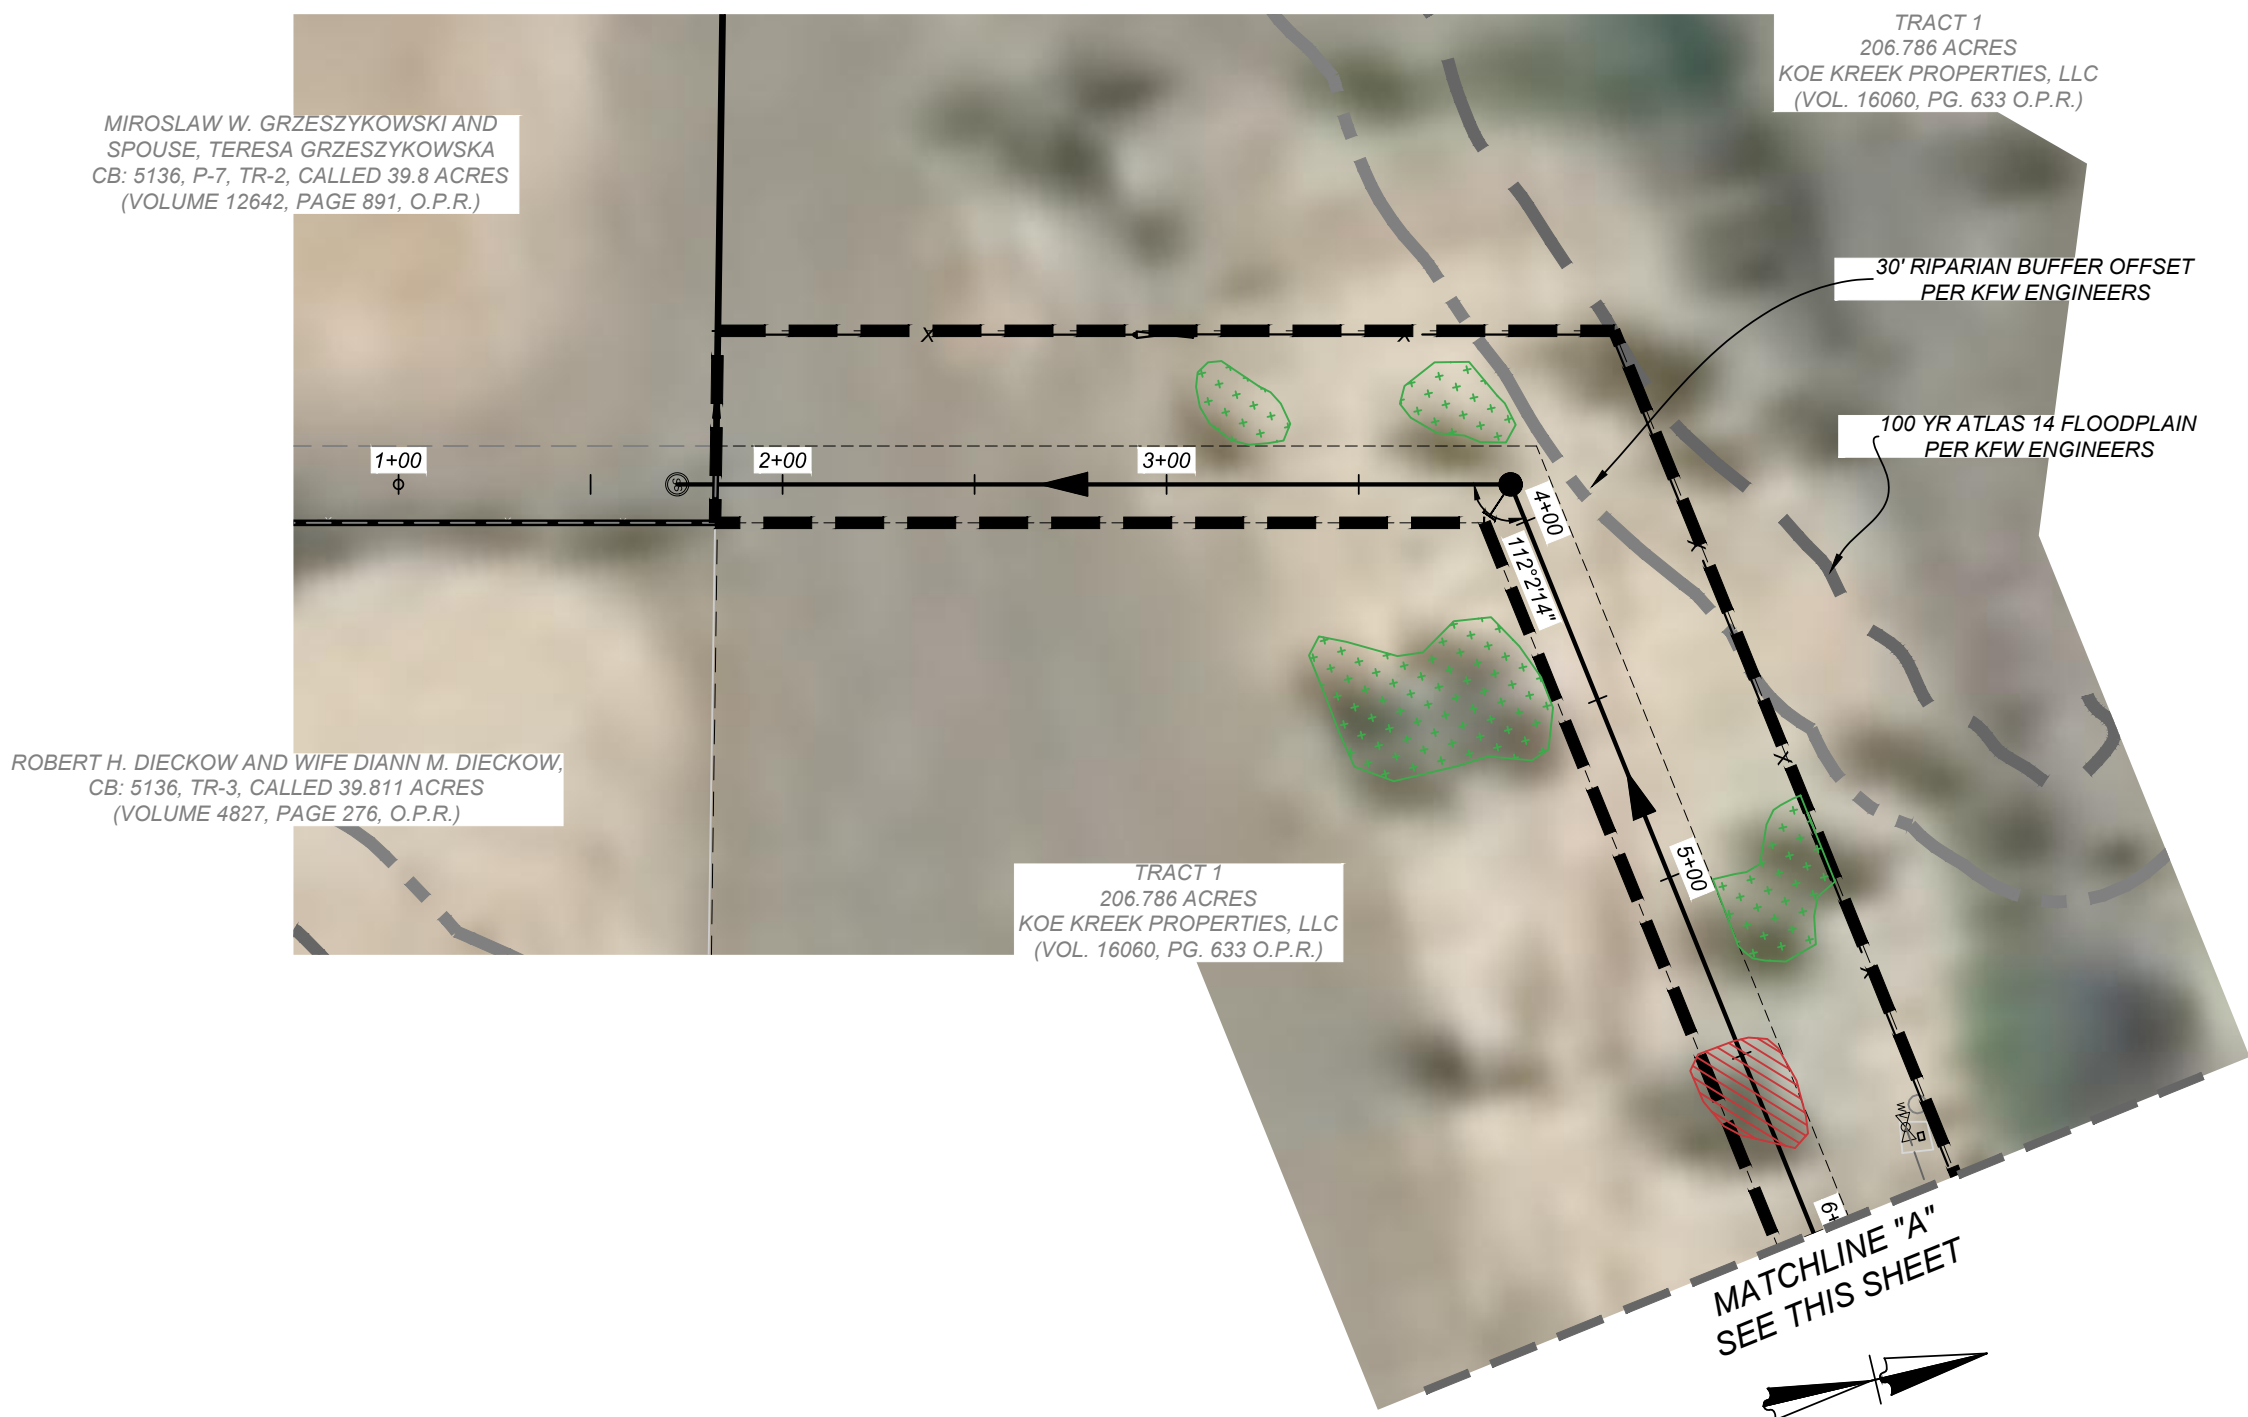 TRACT 1
206.786 ACRES
KOE KREEK PROPERTIES, LLC
(VOL. 16060, PG. 633 O.P.R.)
MIROSLAW W. GRZESZYKOWSKI AND
SPOUSE, TERESA GRZESZYKOWSKA
CB: 5136, P-7, TR-2, CALLED 39.8 ACRES
(VOLUME 12642, PAGE 891, O.P.R.)
30' RIPARIAN BUFFER OFFSET
PER KFW ENGINEERS
100 YR ATLAS 14 FLOODPLAIN
PER KFW ENGINEERS
1+00
2+00
3+00
SS
4+00
112°2'14"
ROBERT H. DIECKOW AND WIFE DIANN M. DIECKOW,
CB: 5136, TR-3, CALLED 39.811 ACRES
(VOLUME 4827, PAGE 276, O.P.R.)
5+00
TRACT 1
206.786 ACRES
KOE KREEK PROPERTIES, LLC
(VOL. 16060, PG. 633 O.P.R.)
6+
MATCHLINE "A"
SEE THIS SHEET